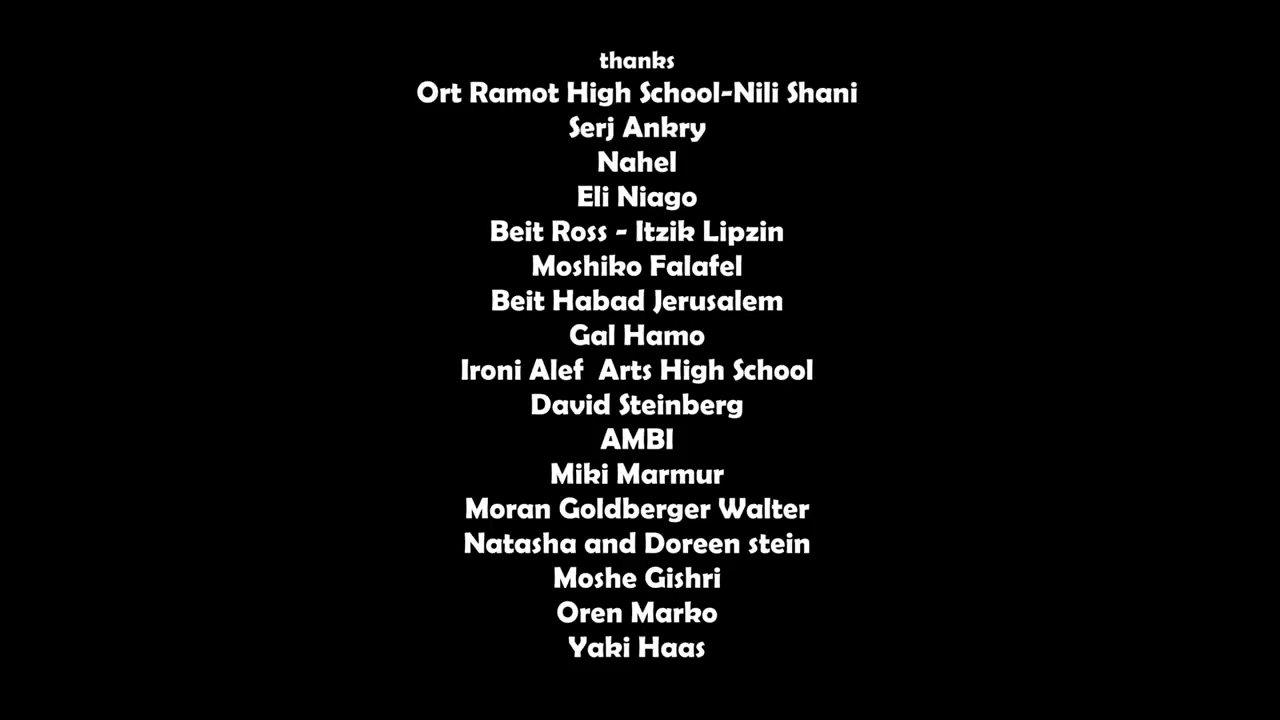 thanks
Ort Ramot High School-Nili Shani
Serj Ankry
Nahel
Eli Niago
Beit Ross - Itzik Lipzin
Moshiko Falafel
Beit Habad Jerusalem
Gal Hamo
Ironi Alef  Arts High School
David Steinberg
AMBI
Miki Marmur
Moran Goldberger Walter
Natasha and Doreen stein
Moshe Gishri
Oren Marko
Yaki Haas